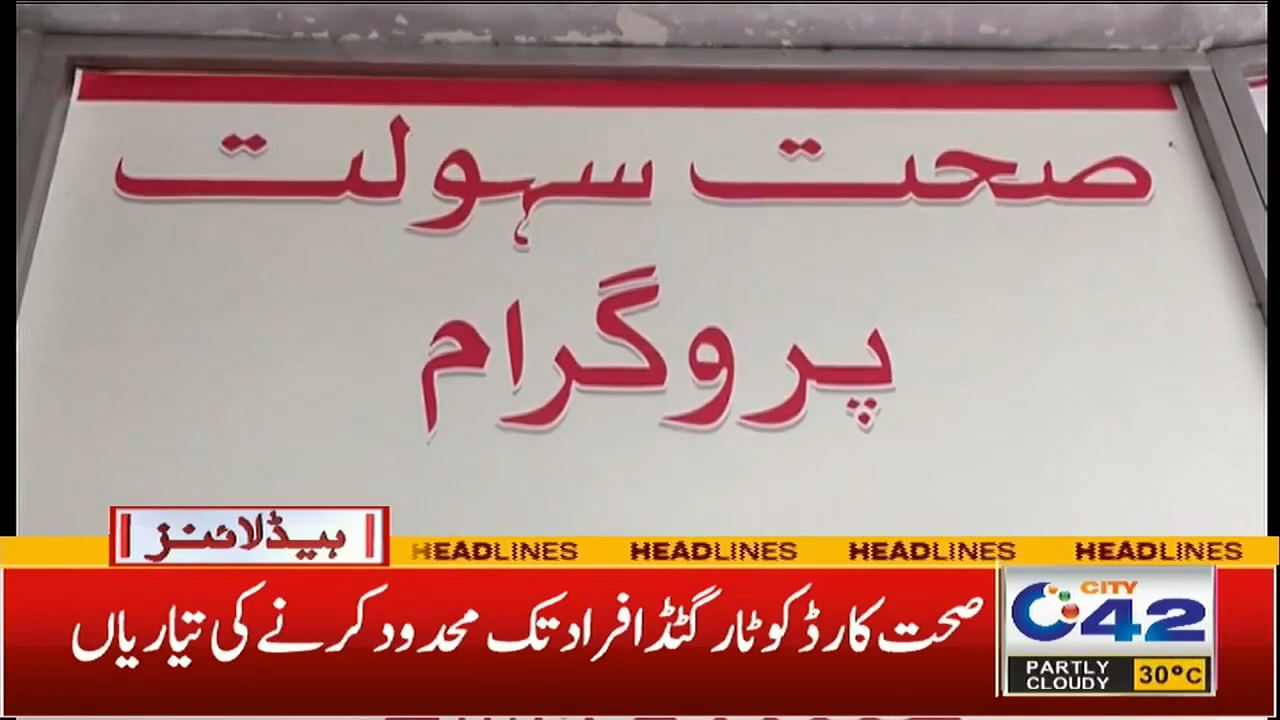 صحت سہولت
پروگرام
ہیڈلائنز
HEADLINES HEADLINES HEADLINES HEADLINES
صحت کارڈ کو ٹارگٹڈ افراد تک محدود کرنے کی تیاریاں
CITY
42
PARTLY
CLOUDY
30°C